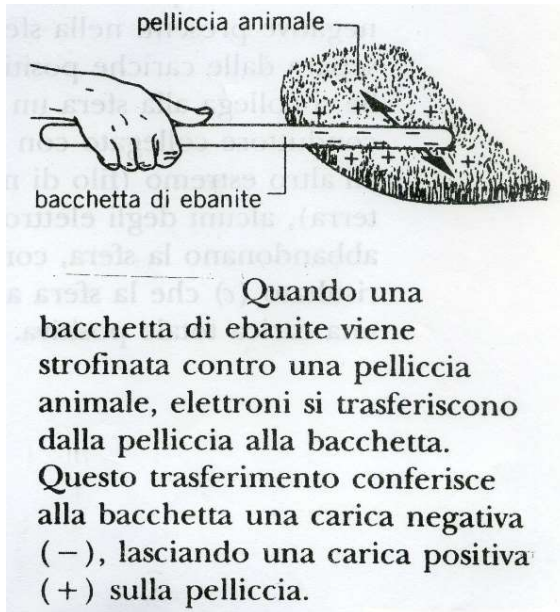 pelliccia animale
bacchetta di ebanite
Quando una
bacchetta di ebanite viene
strofinata contro una pelliccia
animale, elettroni si trasferiscono
dalla pelliccia alla bacchetta.
Questo trasferimento conferisce
alla bacchetta una carica negativa
(−), lasciando una carica positiva
(+) sulla pelliccia.